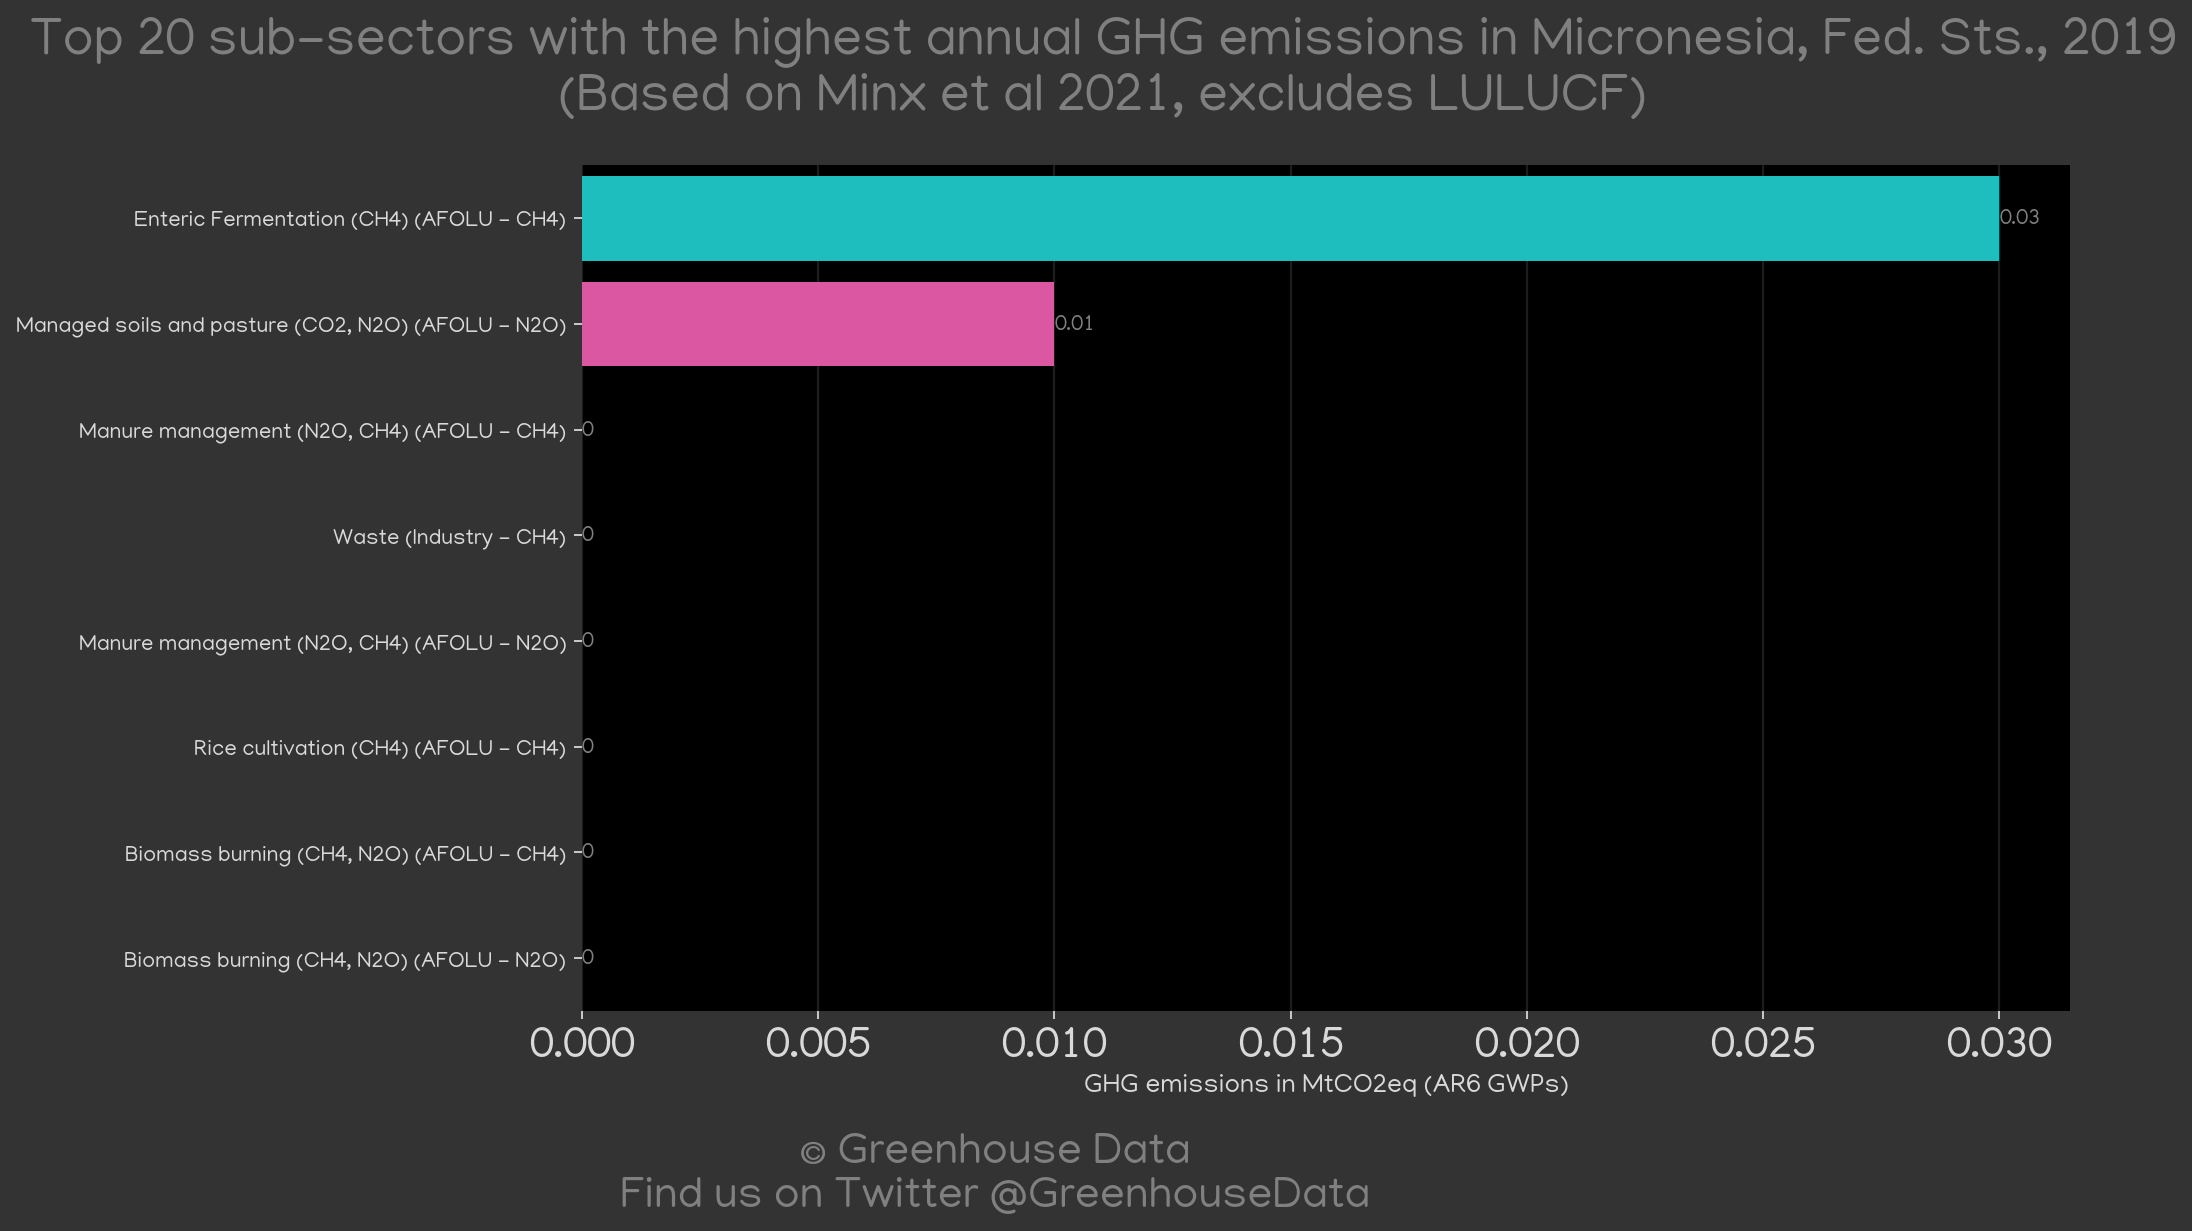 Top 20 sub-sectors with the highest annual GHG emissions in Micronesia, Fed. Sts., 2019
(Based on Minx et al 2021, excludes LULUCF)
Enteric Fermentation (CH4) (AFOLU - CH4)
0.03
Managed soils and pasture (CO2, N2O) (AFOLU - N2O)
0.01
Manure management (N2O, CH4) (AFOLU - CH4)
0
Waste (Industry - CH4)
0
Manure management (N2O, CH4) (AFOLU - N2O)
0
Rice cultivation (CH4) (AFOLU - CH4)
0
Biomass burning (CH4, N2O) (AFOLU - CH4)
0
Biomass burning (CH4, N2O) (AFOLU - N2O)
0
0.000 0.005 0.010 0.015 0.020 0.025 0.030
GHG emissions in MtCO2eq (AR6 GWPs)
© Greenhouse Data
Find us on Twitter @GreenhouseData